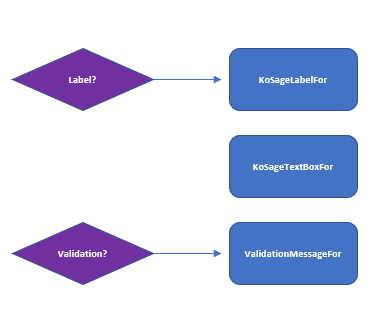 Label?
KoSageLabelFor
KoSageTextBoxFor
Validation?
ValidationMessageFor